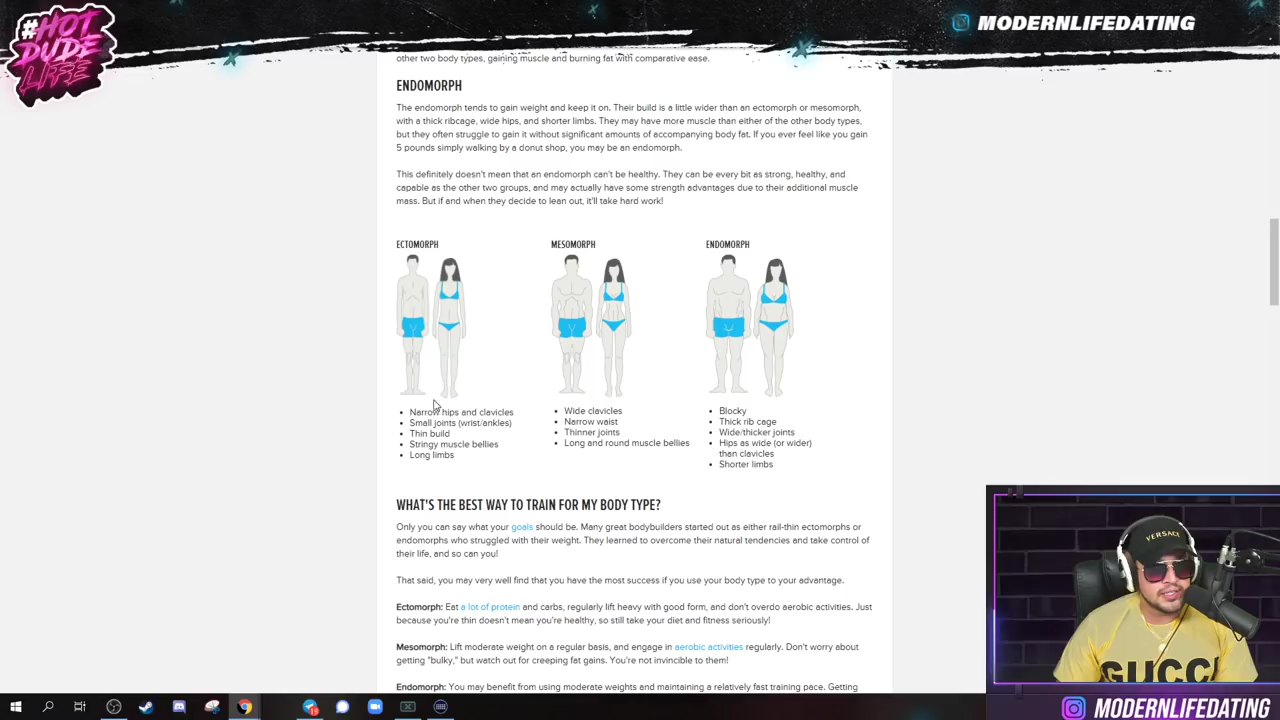 #HOT
DUDE
LIFE
MODERNLIFEDATING
other two body types, gaining muscle and burning fat with comparative ease.
ENDOMORPH
The endomorph tends to gain weight and keep it on. Their build is a little wider than an ectomorph or mesomorph,
with a thick ribcage, wide hips, and shorter limbs. They may have more muscle than either of the other body types,
but they often struggle to gain it without significant amounts of accompanying body fat. If you ever feel like you gain
5 pounds simply walking by a donut shop, you may be an endomorph.
This definitely doesn't mean that an endomorph can't be healthy. They can be every bit as strong, healthy, and
capable as the other two groups, and may actually have some strength advantages due to their additional muscle
mass. But if and when they decide to lean out, it'll take hard work!
ECTOMORPH
Narrow hips and clavicles
Small joints (wrist/ankles)
Thin build
Stringy muscle bellies
Long limbs
MESOMORPH
Wide clavicles
Narrow waist
Thinner joints
Long and round muscle bellies
ENDOMORPH
Blocky
Thick rib cage
Wide/thicker joints
Hips as wide (or wider)
than clavicles
Shorter limbs
WHAT'S THE BEST WAY TO TRAIN FOR MY BODY TYPE?
Only you can say what your goals should be. Many great bodybuilders started out as either rail-thin ectomorphs or
endomorphs who struggled with their weight. They learned to overcome their natural tendencies and take control of
their life, and so can you!
That said, you may very well find that you have the most success if you use your body type to your advantage.
Ectomorph: Eat a lot of protein and carbs, regularly lift heavy with good form, and don't overdo aerobic activities. Just
because you're thin doesn't mean you're healthy, so still take your diet and fitness seriously!
Mesomorph: Lift moderate weight on a regular basis, and engage in aerobic activities regularly. Don't worry about
getting "bulky," but watch out for creeping fat gains. You're not invincible to them!
Endomorph: You may benefit from using moderate weights and maintaining a relatively fast training pace. Getting
VERSACE
GUCCI
MODERNLIFEDATING